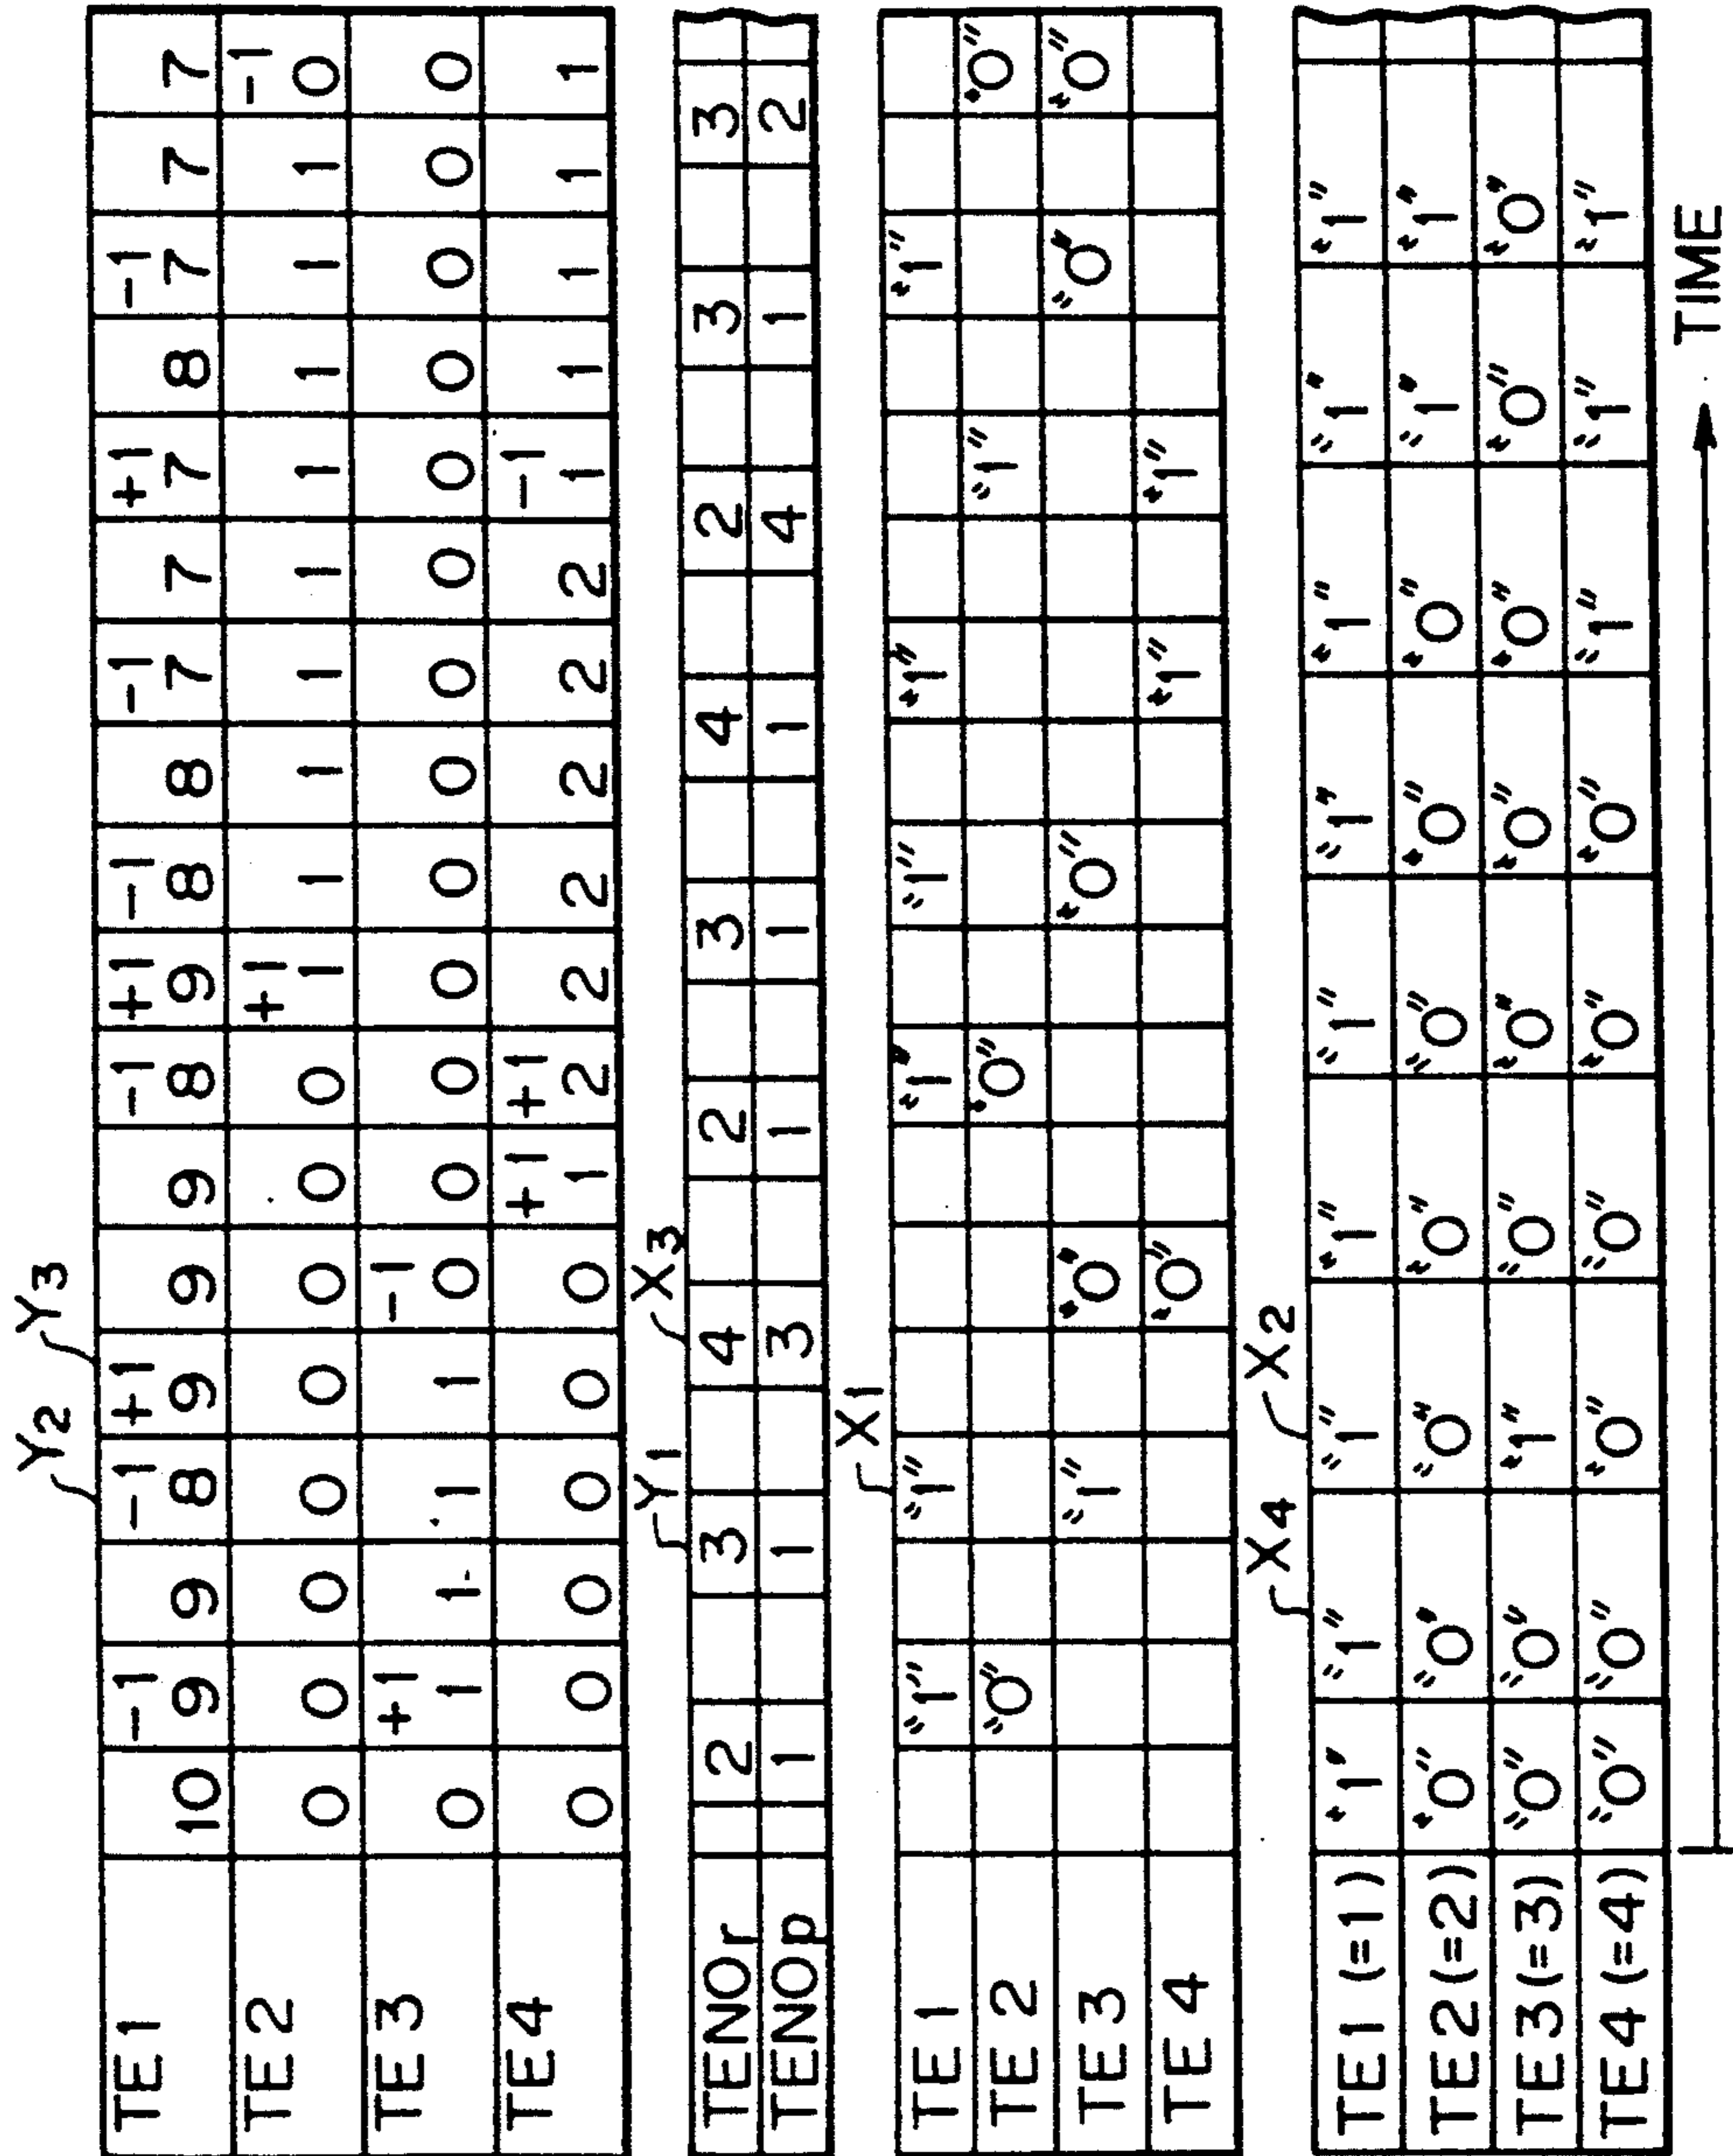 Y2 Y3
-1 -1 +1 -1 +1 -1 -1 +1 -1
TE1 10 9 9 8 9 9 9 8 9 8 8 7 7 7 8 7 7 7
+1 -1
TE2 0 0 0 0 0 0 0 0 1 1 1 1 1 1 1 1 1 0
+1 -1
TE3 0 1 1 1 1 0 0 0 0 0 0 0 0 0 0 0 0 0
+1 +1 -1
TE4 0 0 0 0 0 0 1 2 2 2 2 2 2 1 1 1 1 1
Y1 X3
TENOr 2 3 4 2 3 4 2 3 3
TENOp 1 1 3 1 1 1 4 1 2
X1
TE1 "1" "1" "1" "1" "1" "1"
TE2 "0" "0" "1" "0"
TE3 "1" "0" "0" "0" "0"
TE4 "0" "1" "1"
X4 X2
TE1 (=1) "1" "1" "1" "1" "1" "1" "1" "1" "1"
TE2 (=2) "0" "0" "0" "0" "0" "0" "0" "1" "1"
TE3 (=3) "0" "0" "1" "0" "0" "0" "0" "0" "0"
TE4 (=4) "0" "0" "0" "0" "0" "0" "1" "1" "1"
TIME